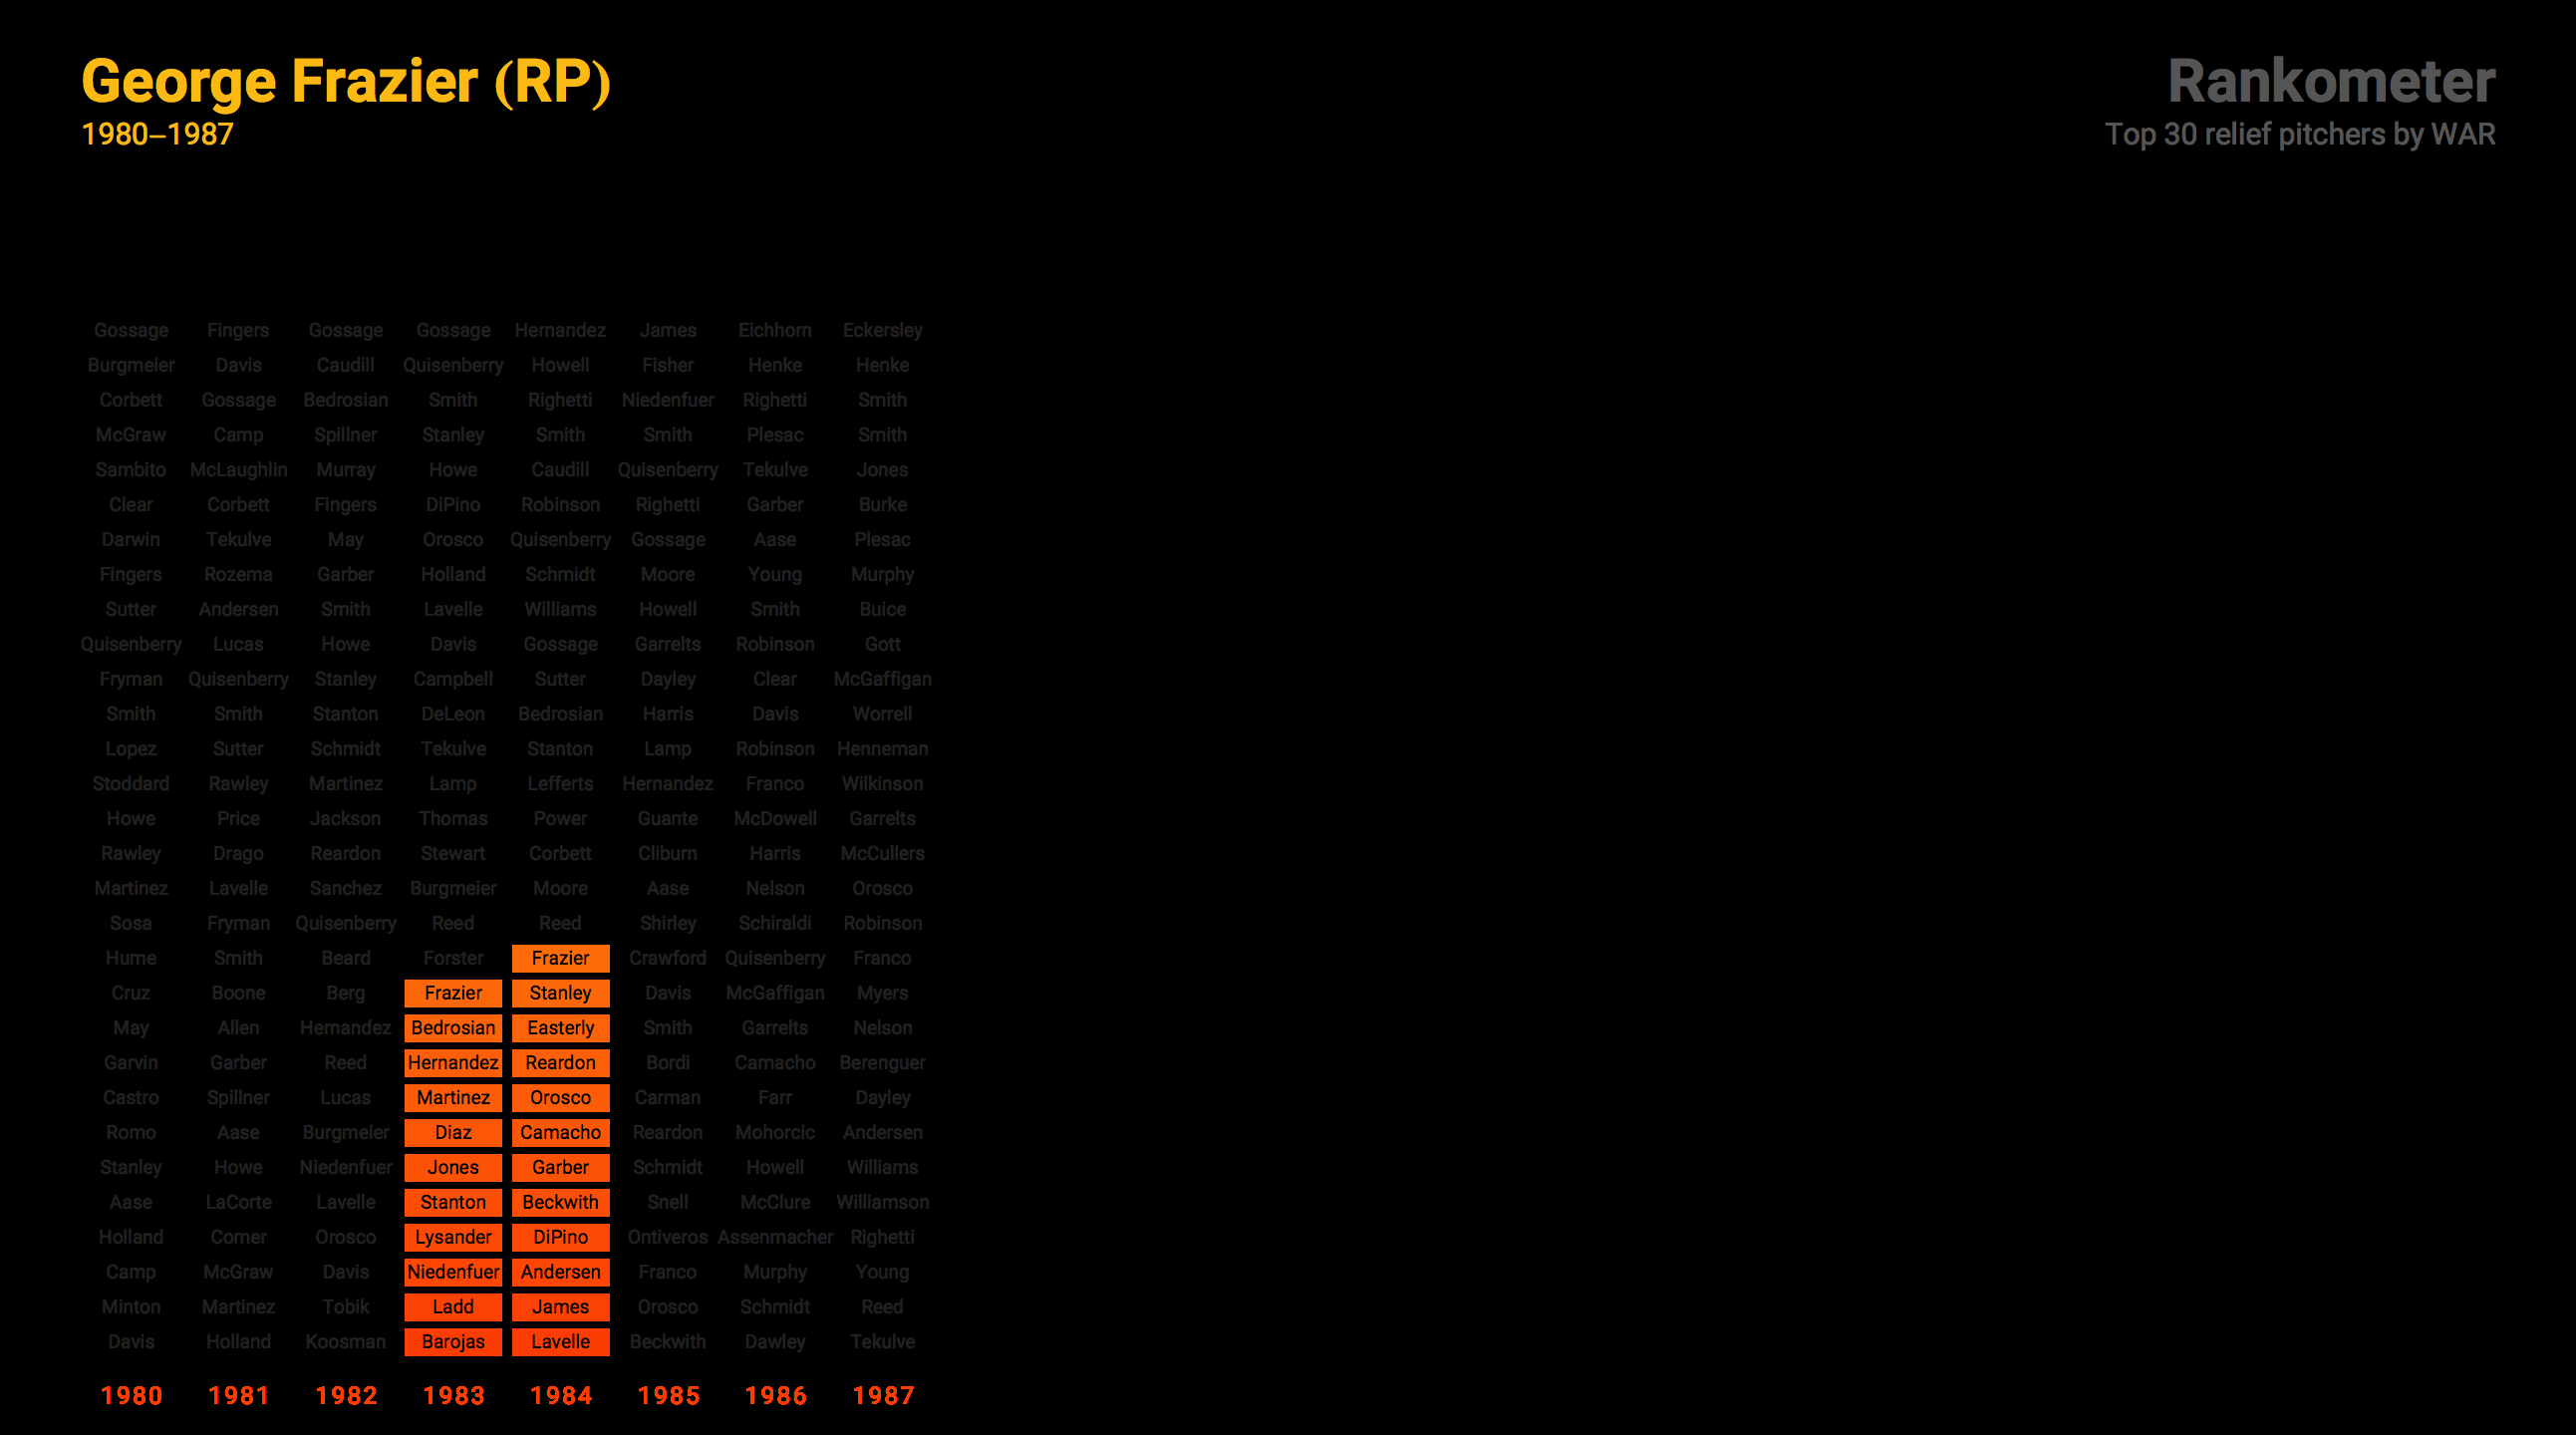 George Frazier (RP)
1980–1987
Rankometer
Top 30 relief pitchers by WAR
Gossage Fingers Gossage Gossage Hernandez James Eichhorn Eckersley
Burgmeier Davis Caudill Quisenberry Howell Fisher Henke Henke
Corbett Gossage Bedrosian Smith Righetti Niedenfuer Righetti Smith
McGraw Camp Spillner Stanley Smith Smith Plesac Smith
Sambito McLaughlin Murray Howe Caudill Quisenberry Tekulve Jones
Clear Corbett Fingers DiPino Robinson Righetti Garber Burke
Darwin Tekulve May Orosco Quisenberry Gossage Aase Plesac
Fingers Rozema Garber Holland Schmidt Moore Young Murphy
Sutter Andersen Smith Lavelle Williams Howell Smith Buice
Quisenberry Lucas Howe Davis Gossage Garrelts Robinson Gott
Fryman Quisenberry Stanley Campbell Sutter Dayley Clear McGaffigan
Smith Smith Stanton DeLeon Bedrosian Harris Davis Worrell
Lopez Sutter Schmidt Tekulve Stanton Lamp Robinson Henneman
Stoddard Rawley Martinez Lamp Lefferts Hernandez Franco Wilkinson
Howe Price Jackson Thomas Power Guante McDowell Garrelts
Rawley Drago Reardon Stewart Corbett Cliburn Harris McCullers
Martinez Lavelle Sanchez Burgmeier Moore Aase Nelson Orosco
Sosa Fryman Quisenberry Reed Reed Shirley Schiraldi Robinson
Hume Smith Beard Forster Frazier Crawford Quisenberry Franco
Cruz Boone Berg Frazier Stanley Davis McGaffigan Myers
May Allen Hernandez Bedrosian Easterly Smith Garrelts Nelson
Garvin Garber Reed Hernandez Reardon Bordi Camacho Berenguer
Castro Spillner Lucas Martinez Orosco Carman Farr Dayley
Romo Aase Burgmeier Diaz Camacho Reardon Mohorcic Andersen
Stanley Howe Niedenfuer Jones Garber Schmidt Howell Williams
Aase LaCorte Lavelle Stanton Beckwith Snell McClure Williamson
Holland Comer Orosco Lysander DiPino Ontiveros Assenmacher Righetti
Camp McGraw Davis Niedenfuer Andersen Franco Murphy Young
Minton Martinez Tobik Ladd James Orosco Schmidt Reed
Davis Holland Koosman Barojas Lavelle Beckwith Dawley Tekulve
1980 1981 1982 1983 1984 1985 1986 1987